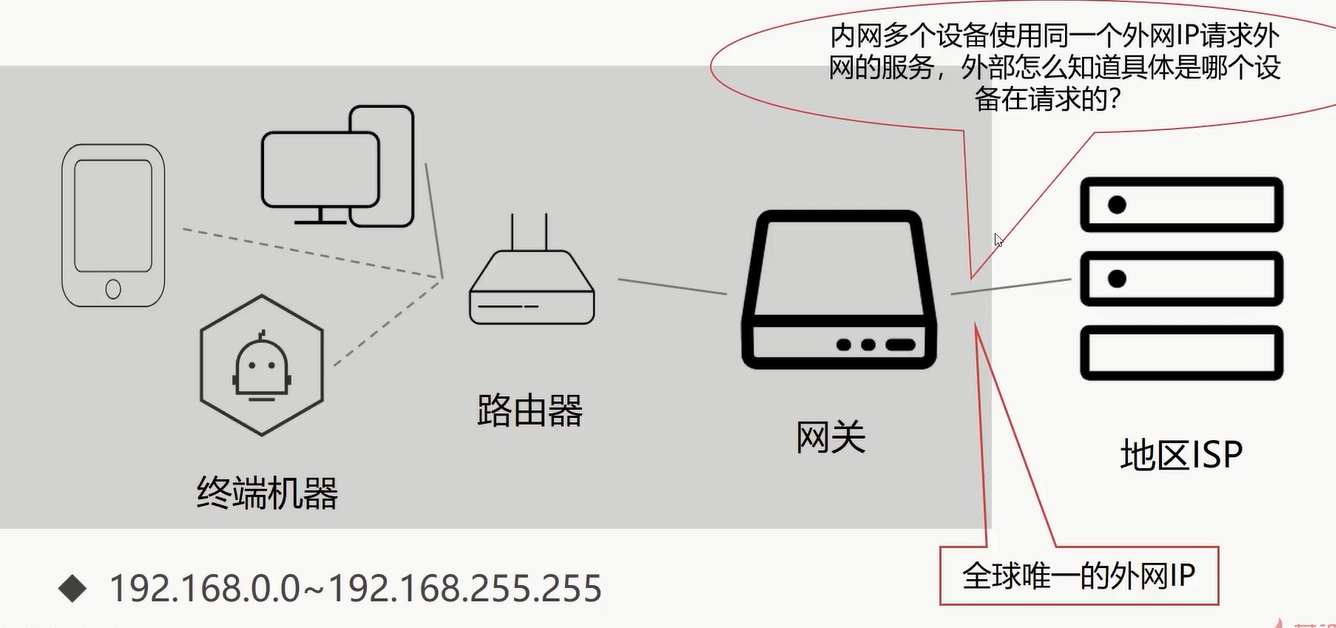 内网多个设备使用同一个外网IP请求外
网的服务，外部怎么知道具体是哪个设
备在请求的？
路由器
网关
地区ISP
终端机器
全球唯一的外网IP
192.168.0.0~192.168.255.255